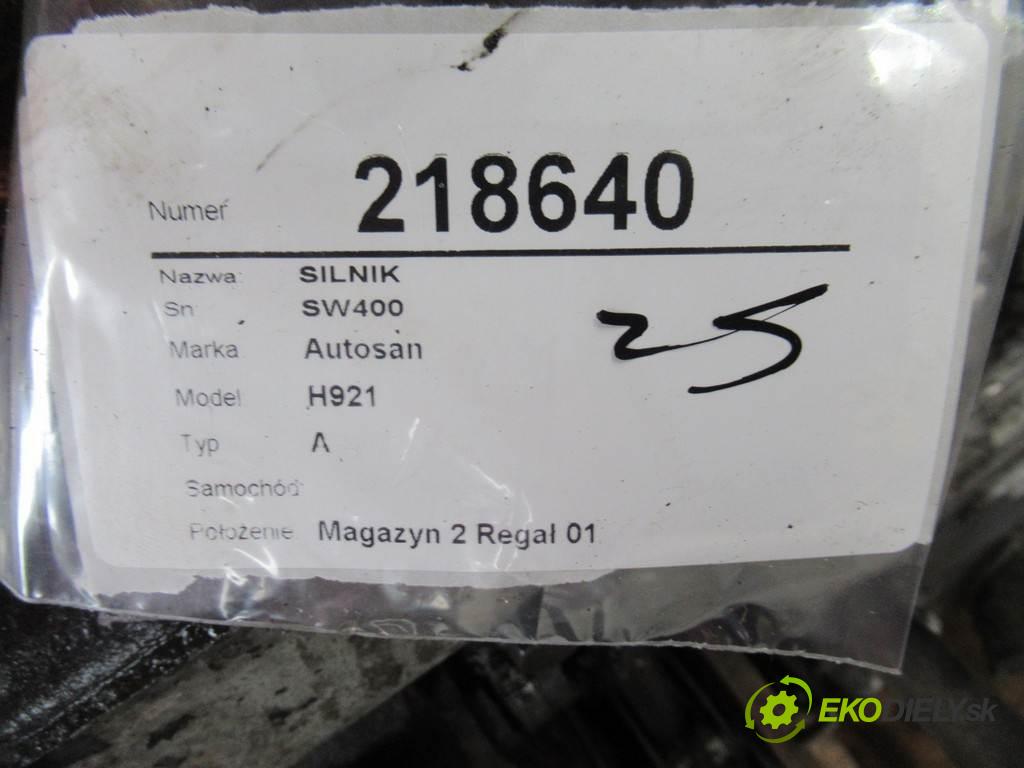 Numer 218640
Nazwa: SILNIK
Sn SW400
25
Marka Autosan
Model H921
Typ A
Samochód:
Położenie Magazyn 2 Regał 01
EKODIELY.sk